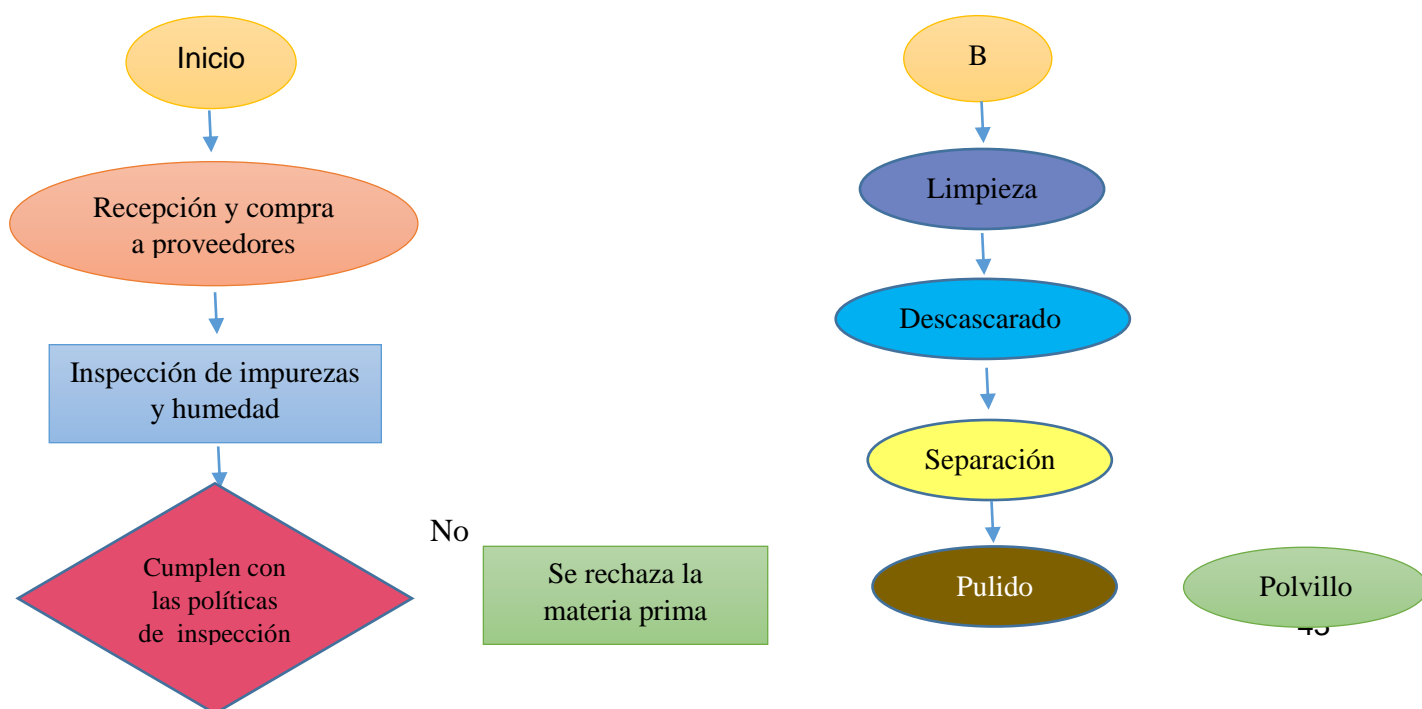 Inicio
Recepción y compra
a proveedores
Inspección de impurezas
y humedad
Cumplen con
las políticas
de inspección
No
Se rechaza la
materia prima
B
Limpieza
Descascarado
Separación
Pulido
Polvillo